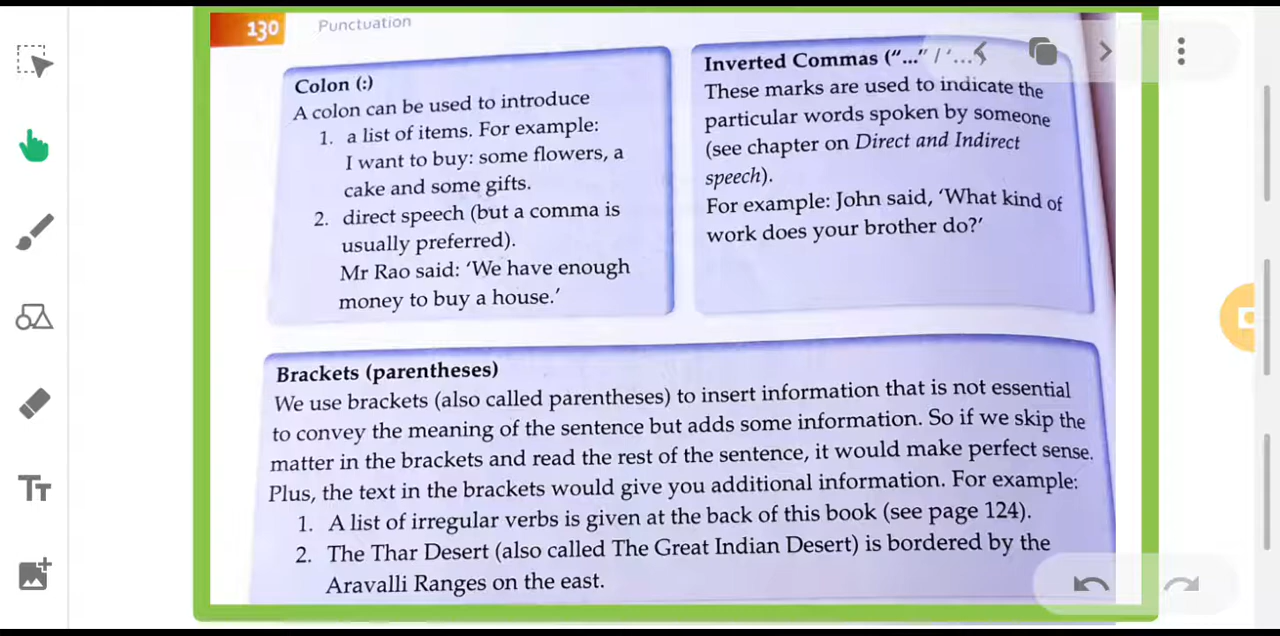 130 Punctuation
Colon (:)
A colon can be used to introduce
1. a list of items. For example:
I want to buy: some flowers, a
cake and some gifts.
2. direct speech (but a comma is
usually preferred).
Mr Rao said: ‘We have enough
money to buy a house.’
Inverted Commas (“...” / ‘...
These marks are used to indicate the
particular words spoken by someone
(see chapter on Direct and Indirect
speech).
For example: John said, ‘What kind of
work does your brother do?’
Brackets (parentheses)
We use brackets (also called parentheses) to insert information that is not essential
to convey the meaning of the sentence but adds some information. So if we skip the
matter in the brackets and read the rest of the sentence, it would make perfect sense.
Plus, the text in the brackets would give you additional information. For example:
1. A list of irregular verbs is given at the back of this book (see page 124).
2. The Thar Desert (also called The Great Indian Desert) is bordered by the
Aravalli Ranges on the east.
TT